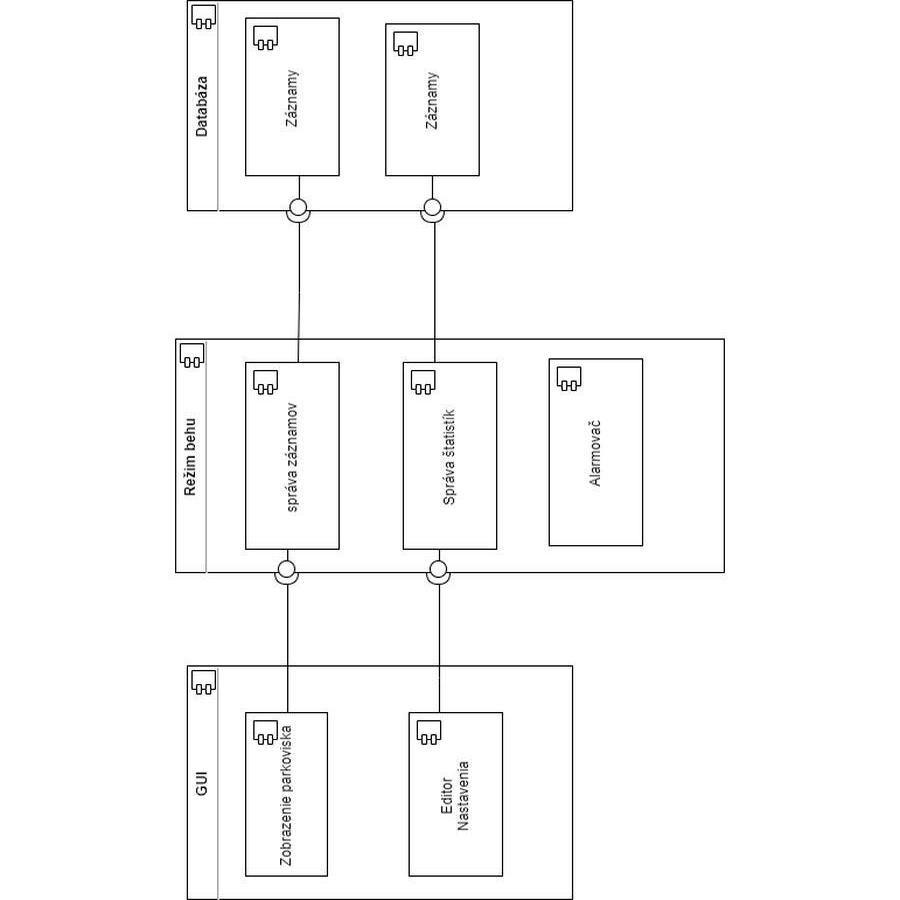 Databáza
Záznamy
Záznamy
Režim behu
správa záznamov
Správa štatistík
Alarmovač
GUI
Zobrazenie parkoviska
Editor
Nastavenia